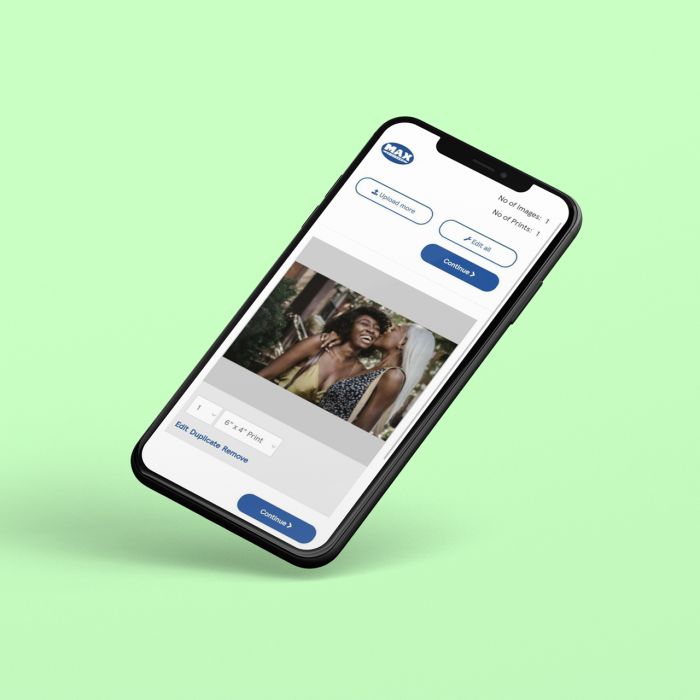 MAX
No of Images: 1
No of Prints: 1
Upload more
Edit all
Continue
1
6" x 4" Print
Edit Duplicate Remove
Continue